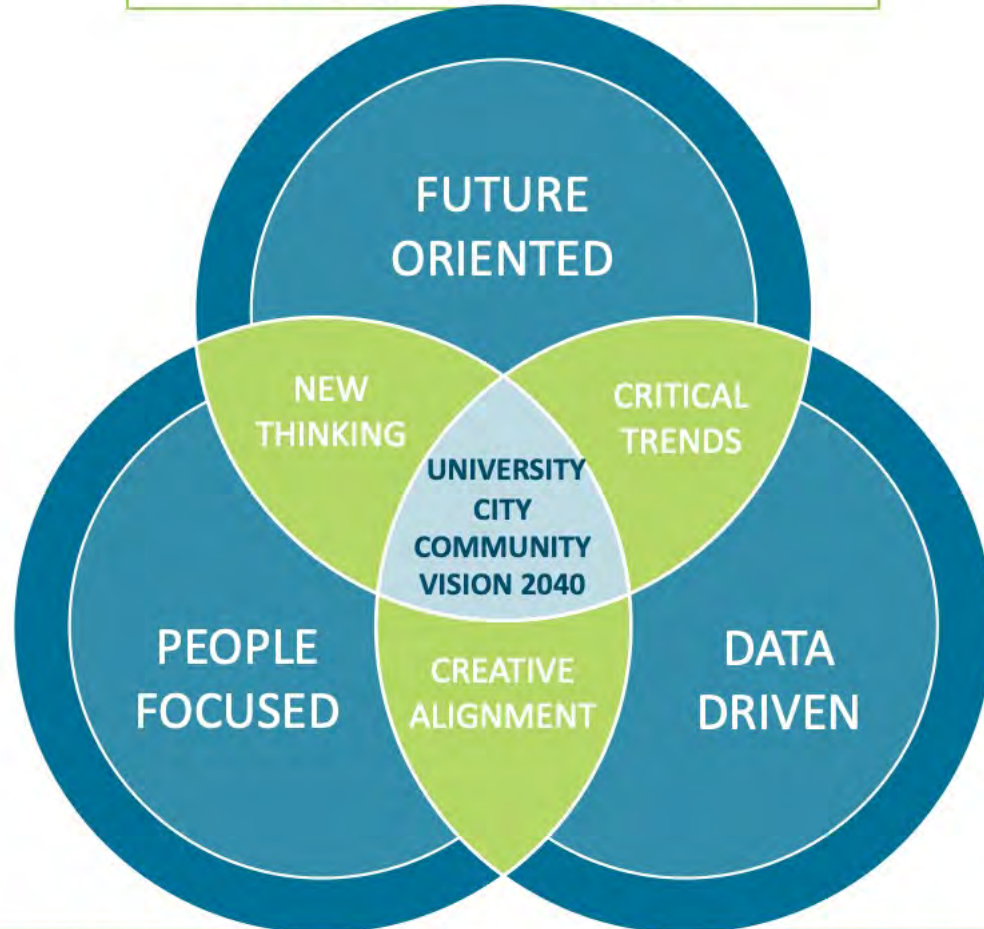 FUTURE
ORIENTED
NEW
THINKING
CRITICAL
TRENDS
UNIVERSITY
CITY
COMMUNITY
VISION 2040
PEOPLE
FOCUSED
CREATIVE
ALIGNMENT
DATA
DRIVEN